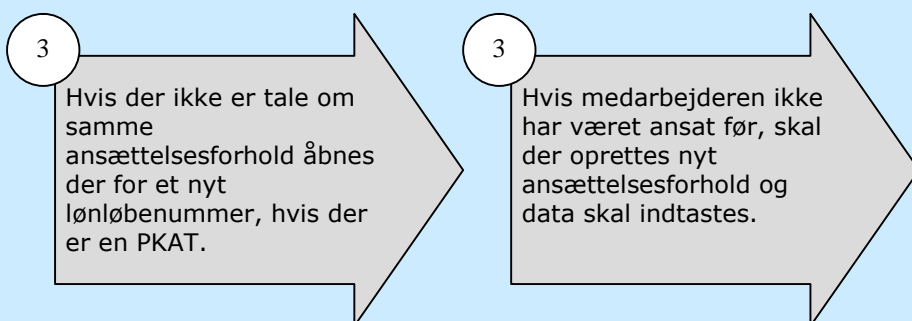 3
Hvis der ikke er tale om
samme
ansættelsesforhold åbnes
der for et nyt
lønløbenummer, hvis der
er en PKAT.
3
Hvis medarbejderen ikke
har været ansat før, skal
der oprettes nyt
ansættelsesforhold og
data skal indtastes.